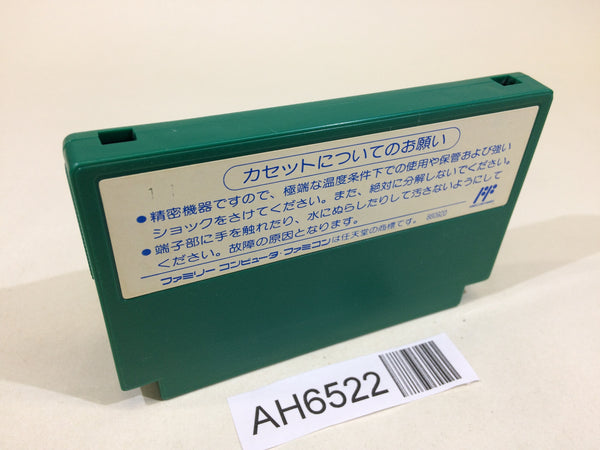 カセットについてのお願い
●精密機器ですので、極端な温度条件下での使用や保管および強い
ショックをさけてください。また、絶対に分解しないでください。
●端子部に手を触れたり、水にぬらしたりして汚さないようにして
ください。故障の原因となります。
ファミリー コンピュータ・ファミコンは任天堂の商標です。
AH6522